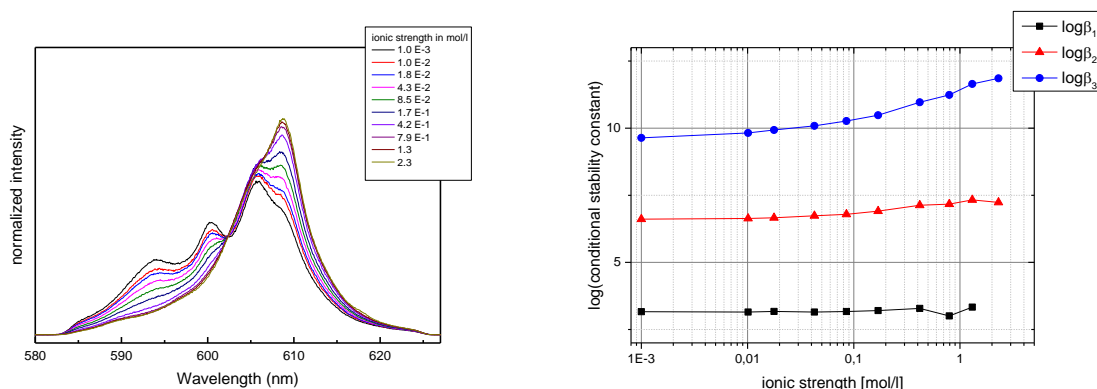 normalized intensity
ionic strength in mol/l
1.0 E-3
1.0 E-2
1.8 E-2
4.3 E-2
8.5 E-2
1.7 E-1
4.2 E-1
7.9 E-1
1.3
2.3
580 590 600 610 620
Wavelength (nm)
log(conditional stability constant)
10
5
logβ₁
logβ₂
logβ₃
1E-3 0,01 0,1 1
ionic strength [mol/l]